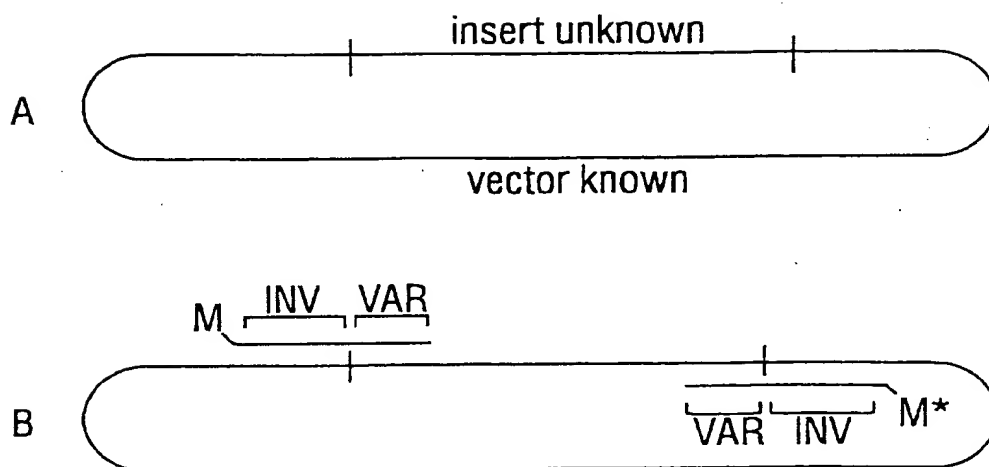 insert unknown
A
vector known
INV VAR
M
B
VAR INV M*